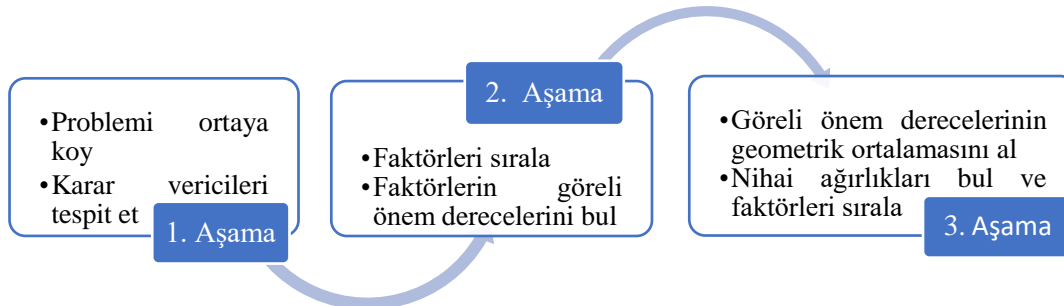 •Problemi ortaya
koy
•Karar vericileri
tespit et
1. Aşama
2. Aşama
•Faktörleri sırala
•Faktörlerin göreli
önem derecelerini bul
•Göreli önem derecelerinin
geometrik ortalamasını al
•Nihai ağırlıkları bul ve
faktörleri sırala
3. Aşama